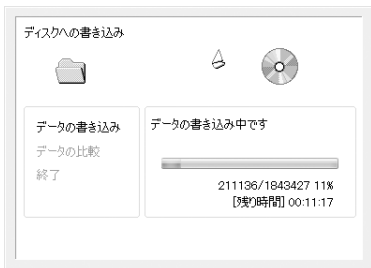 ディスクへの書き込み
データの書き込み
データの比較
終了
データの書き込み中です
211136/1843427 11%
[残り時間] 00:11:17